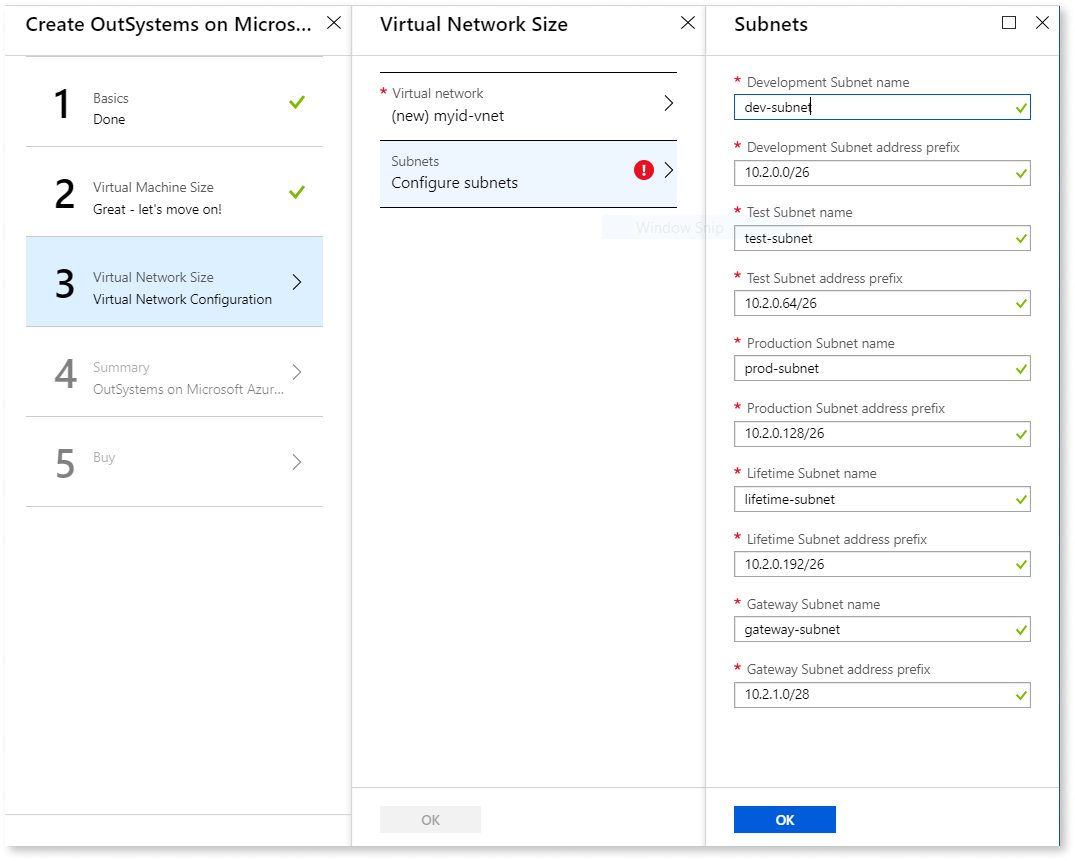 Create OutSystems on Micros...
1
Basics
Done
2
Virtual Machine Size
Great - let's move on!
3
Virtual Network Size
Virtual Network Configuration
4
Summary
OutSystems on Microsoft Azur...
5
Buy
Virtual Network Size
* Virtual network
(new) myid-vnet
Subnets
Configure subnets
!
Window Snip
OK
Subnets
* Development Subnet name
dev-subnet
* Development Subnet address prefix
10.2.0.0/26
* Test Subnet name
test-subnet
* Test Subnet address prefix
10.2.0.64/26
* Production Subnet name
prod-subnet
* Production Subnet address prefix
10.2.0.128/26
* Lifetime Subnet name
lifetime-subnet
* Lifetime Subnet address prefix
10.2.0.192/26
* Gateway Subnet name
gateway-subnet
* Gateway Subnet address prefix
10.2.1.0/28
OK